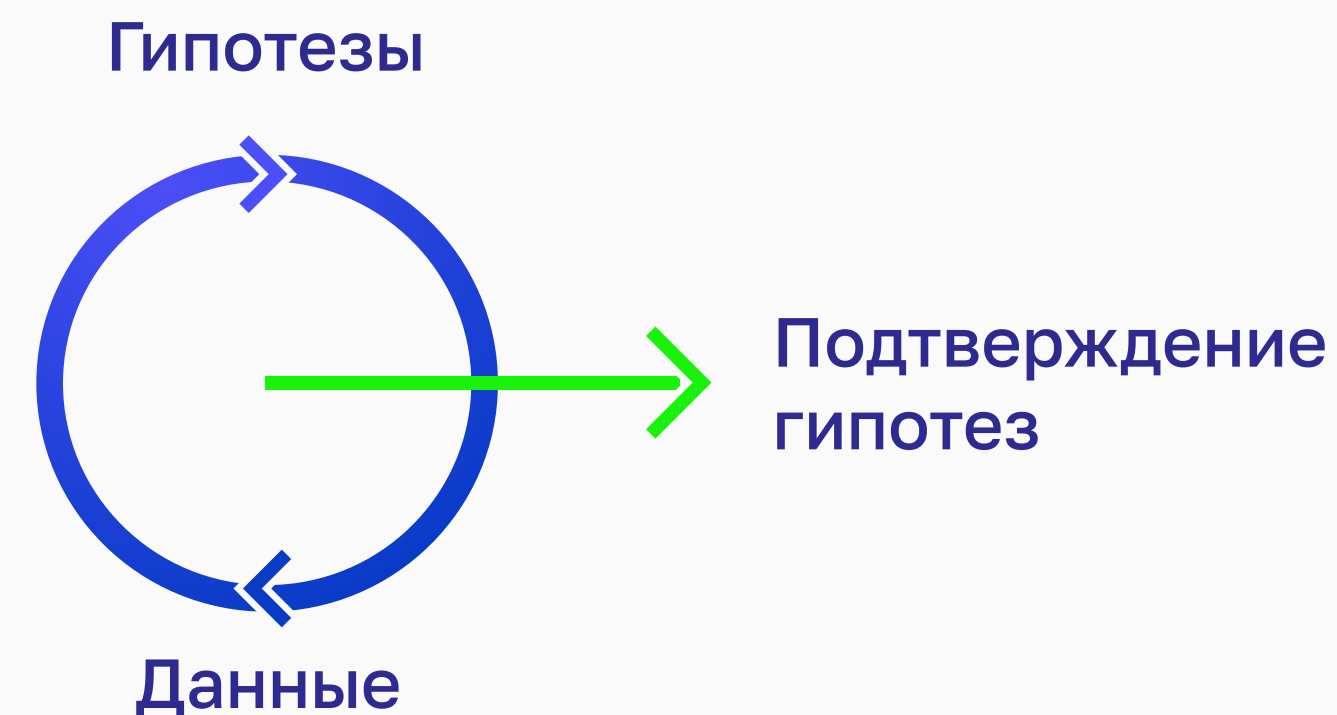 Гипотезы
Подтверждение
гипотез
Данные